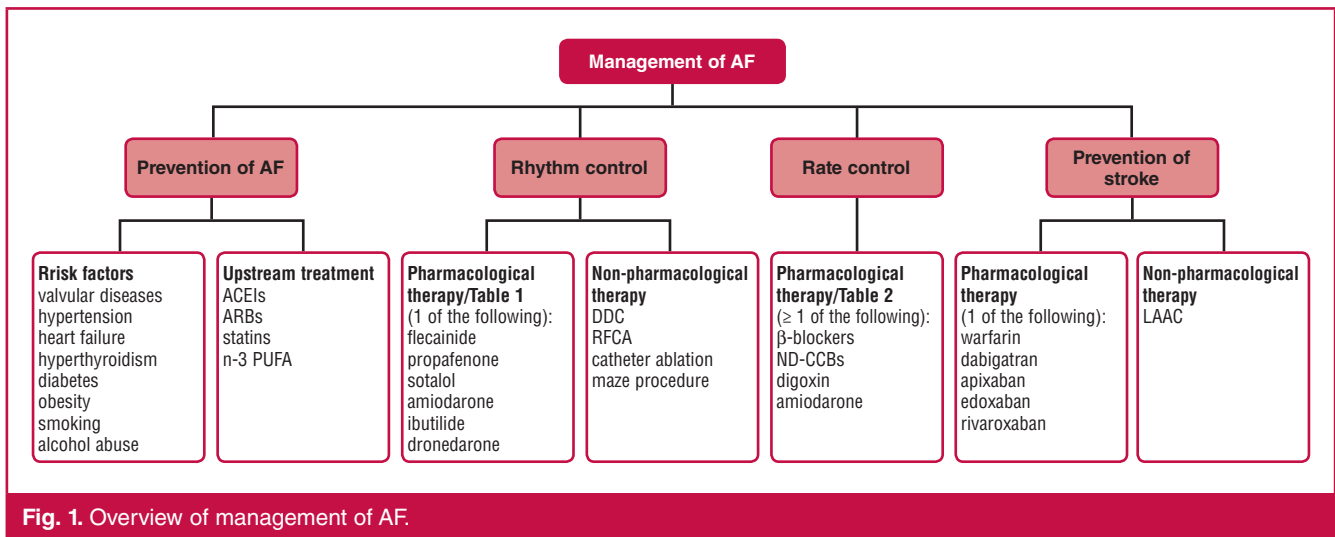 Management of AF
Prevention of AF
Rhythm control
Rate control
Prevention of
stroke
Rrisk factors
valvular diseases
hypertension
heart failure
hyperthyroidism
diabetes
obesity
smoking
alcohol abuse
Upstream treatment
ACEIs
ARBs
statins
n-3 PUFA
Pharmacological
therapy/Table 1
(1 of the following):
flecainide
propafenone
sotalol
amiodarone
ibutilide
dronedarone
Non-pharmacological
therapy
DDC
RFCA
catheter ablation
maze procedure
Pharmacological
therapy/Table 2
(≥ 1 of the following):
β-blockers
ND-CCBs
digoxin
amiodarone
Pharmacological
therapy
(1 of the following):
warfarin
dabigatran
apixaban
edoxaban
rivaroxaban
Non-pharmacological
therapy
LAAC
Fig. 1. Overview of management of AF.